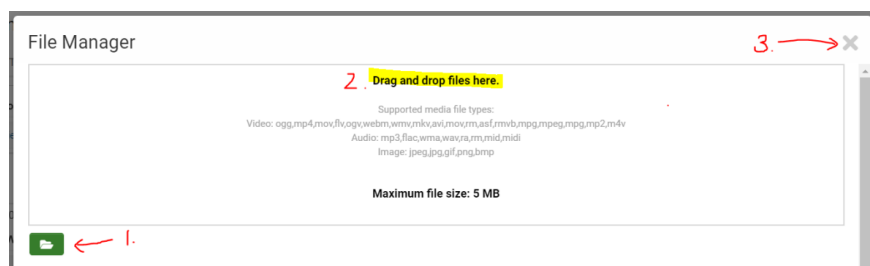 File Manager
3.
2. Drag and drop files here.
Supported media file types:
Video: ogg,mp4,mov,flv,ogv,webm,wmv,mkv,avi,mov,rm,asf,rmvb,mpg,mpeg,mpg,mp2,m4v
Audio: mp3,flac,wma,wav,ra,rm,mid,midi
Image: jpeg,jpg,gif,png,bmp
Maximum file size: 5 MB
1.